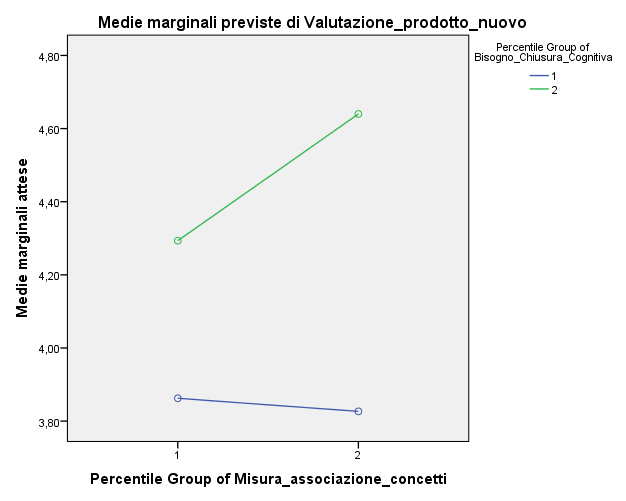 Medie marginali previste di Valutazione_prodotto_nuovo
Percentile Group of
Bisogno_Chiusura_Cognitiva
1
2
Medie marginali attese
4,80
4,60
4,40
4,20
4,00
3,80
1
2
Percentile Group of Misura_associazione_concetti